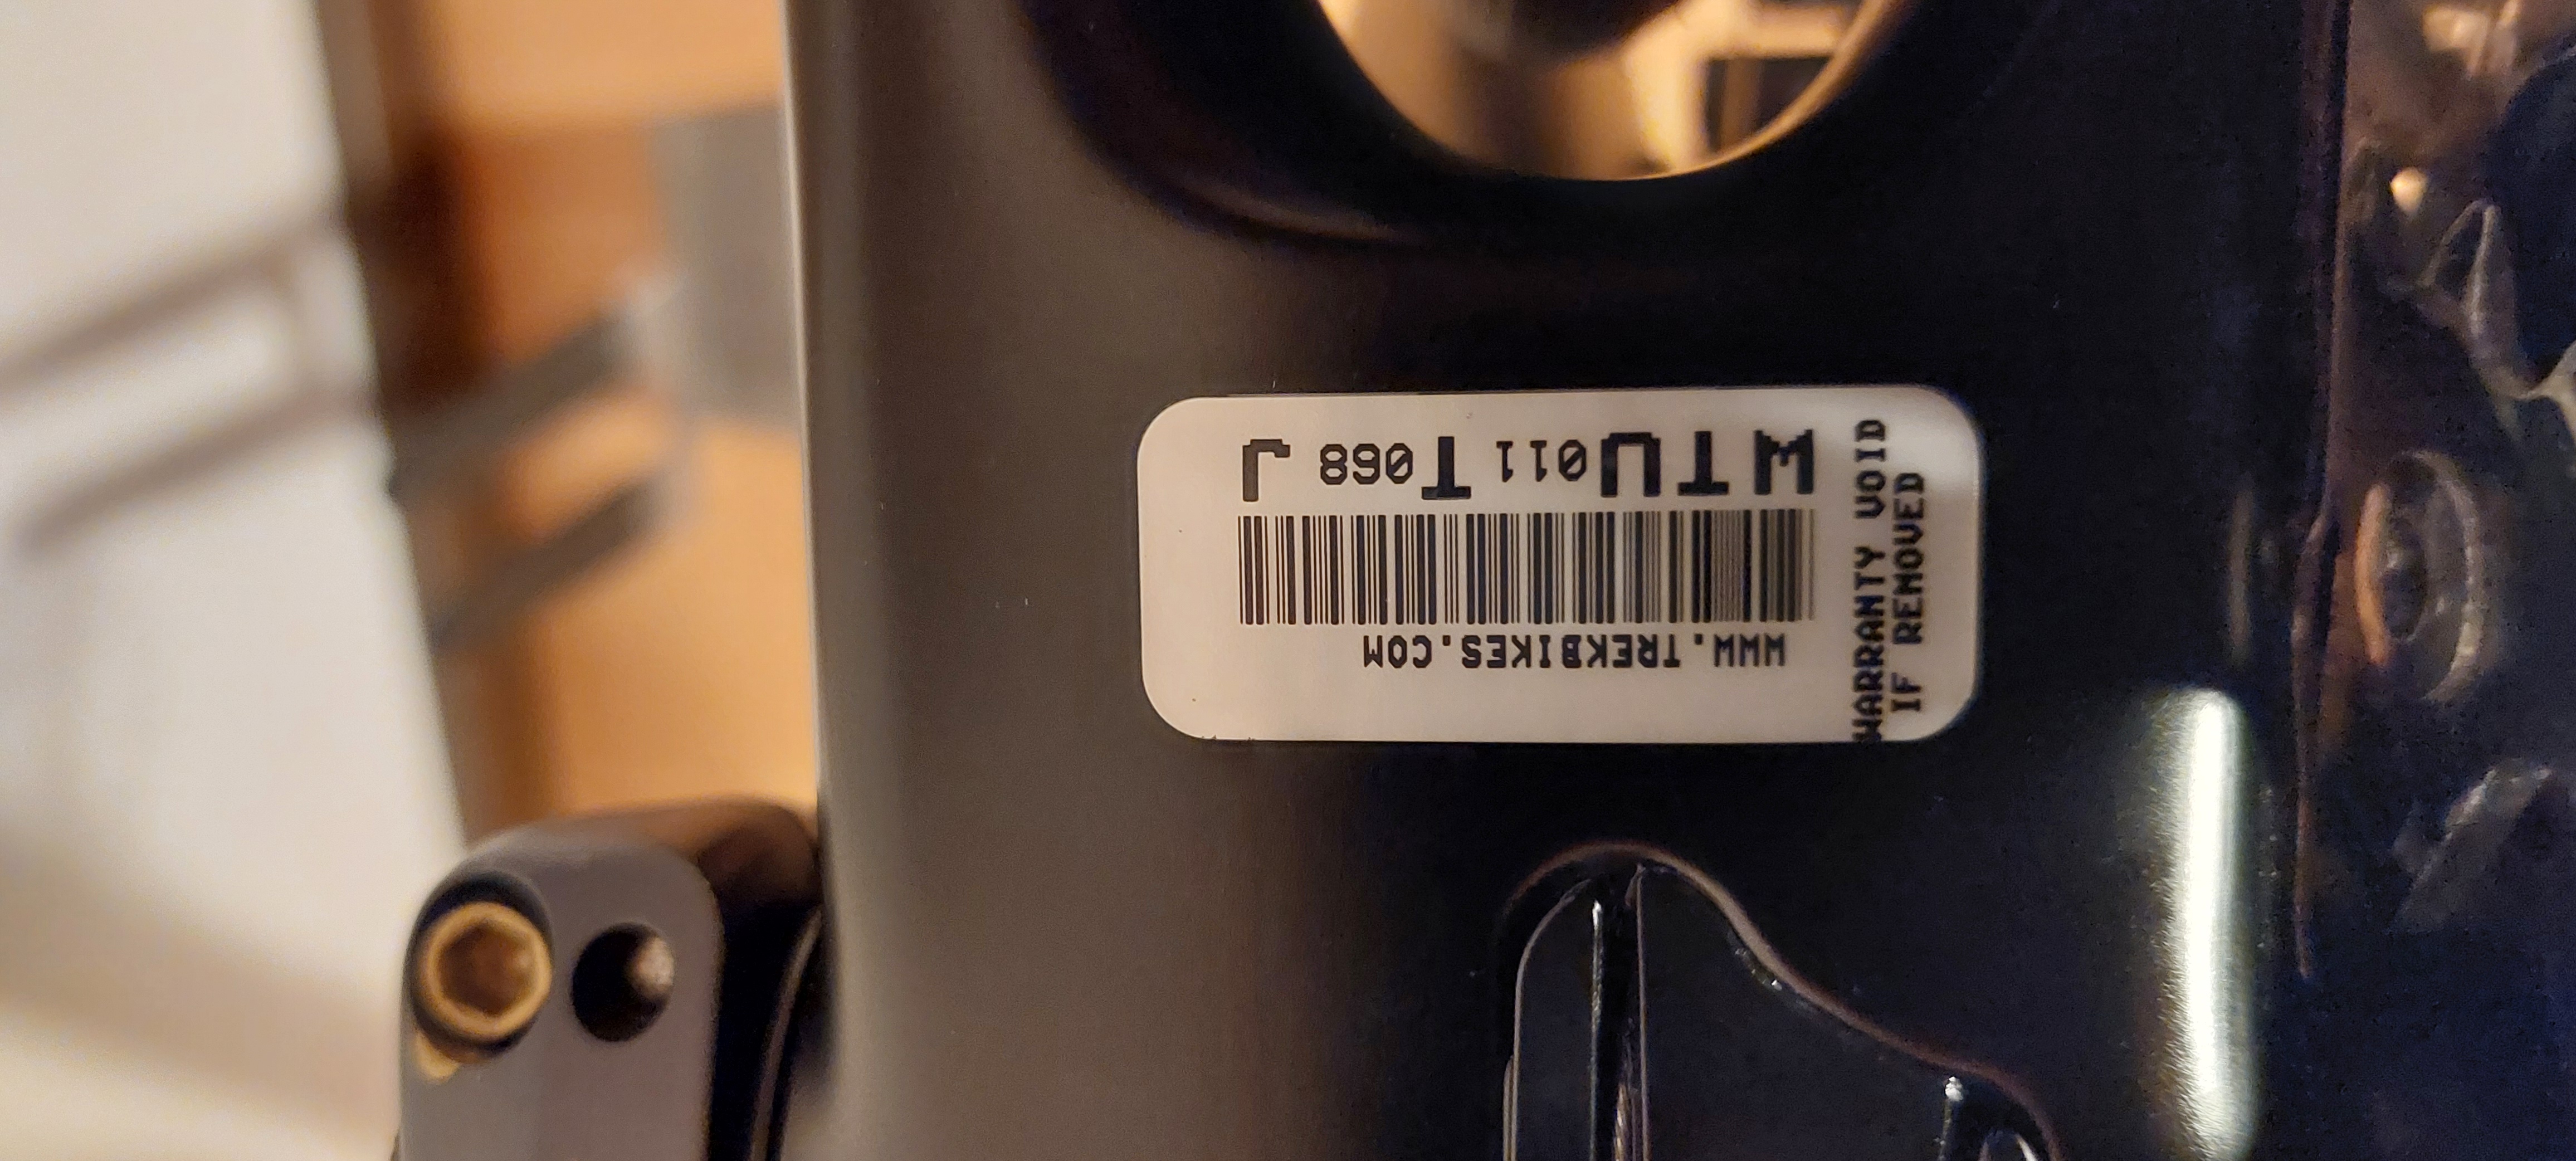 WTU011T068 J
WWW.TREKBIKES.COM
WARRANTY VOID
IF REMOVED